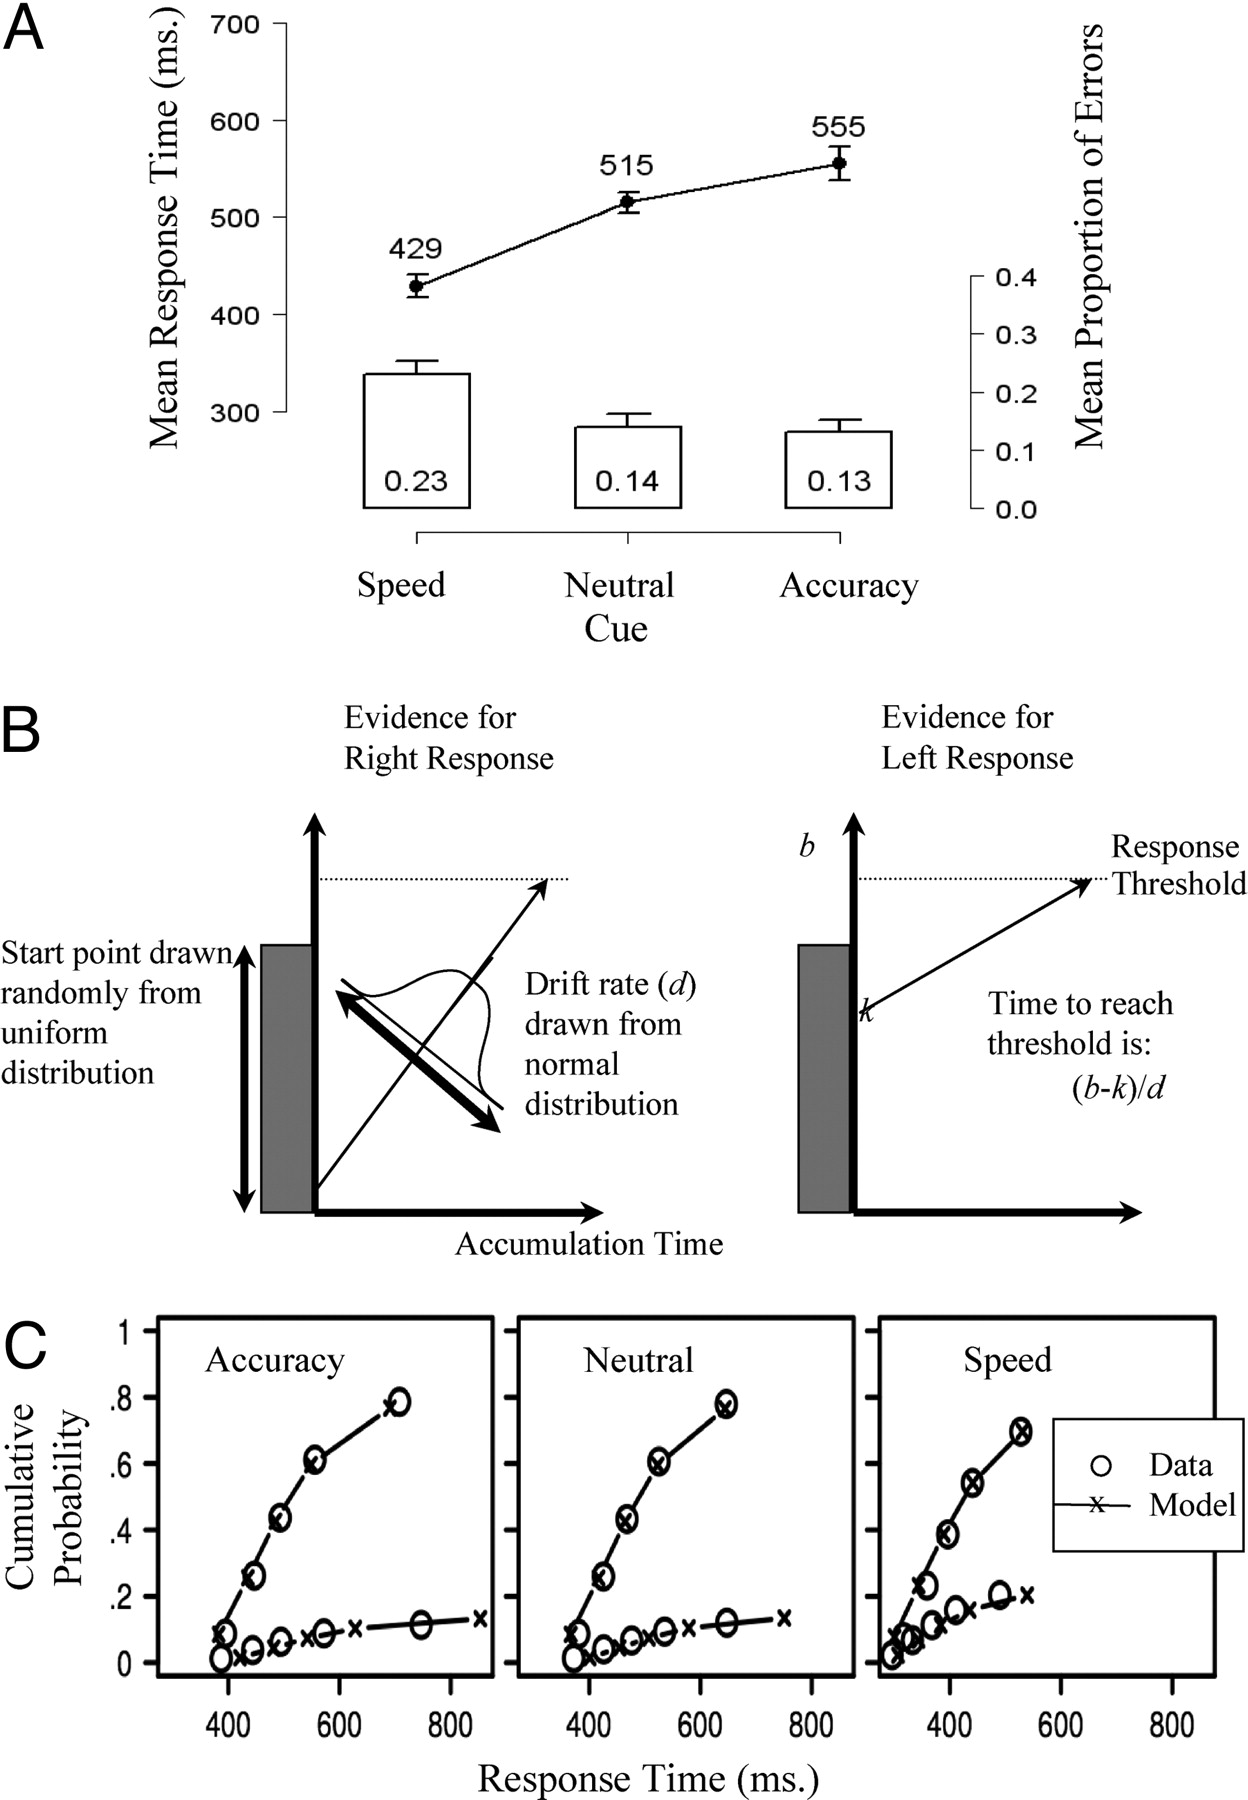 A
Mean Response Time (ms.)
700
600
500
400
300
429
515
555
0.23
0.14
0.13
0.4
0.3
0.2
0.1
0.0
Mean Proportion of Errors
Speed
Neutral
Accuracy
Cue
B
Evidence for
Right Response
Start point drawn
randomly from
uniform
distribution
Drift rate (d)
drawn from
normal
distribution
Accumulation Time
Evidence for
Left Response
b
Response
Threshold
k
Time to reach
threshold is:
(b-k)/d
C
Cumulative
Probability
1
.8
.6
.4
.2
0
Accuracy
Neutral
Speed
Data
x Model
400 600 800
400 600 800
400 600 800
Response Time (ms.)